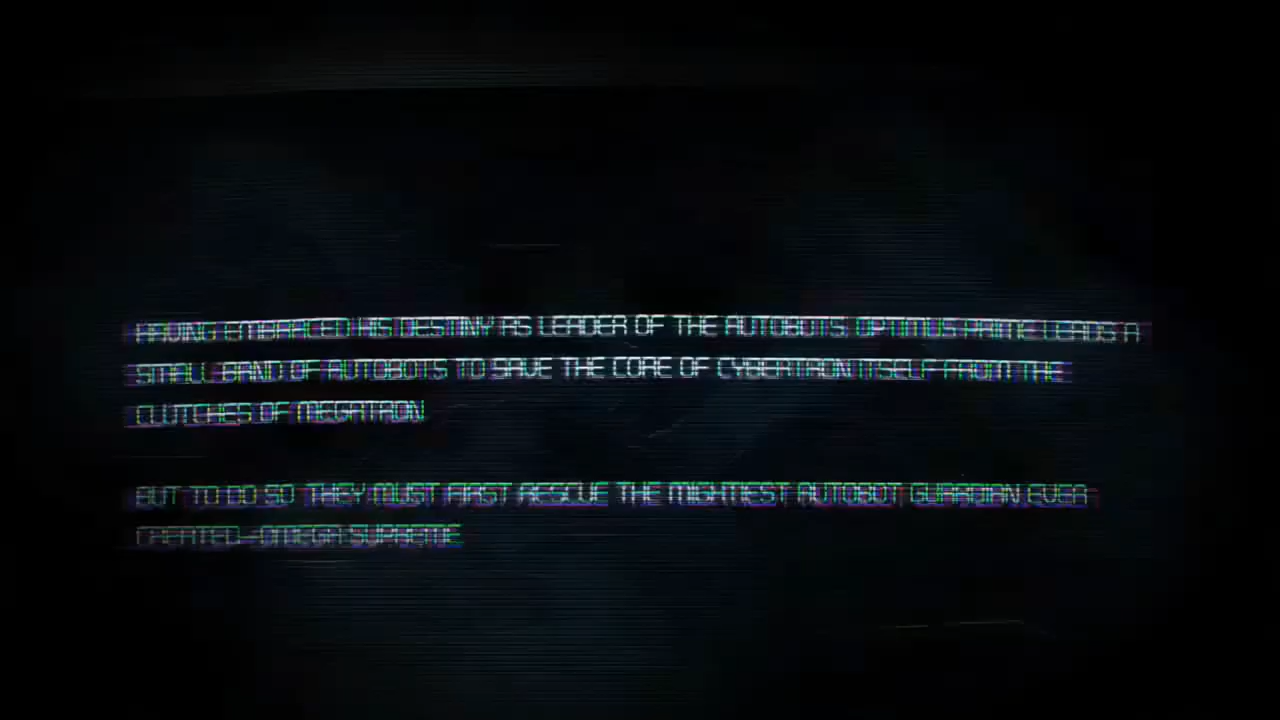 HAVING EMBRACED HIS DESTINY AS LEADER OF THE AUTOBOTS, OPTIMUS PRIME LEADS A
SMALL BAND OF AUTOBOTS TO SAVE THE CORE OF CYBERTRON ITSELF FROM THE
CLUTCHES OF MEGATRON
BUT TO DO SO THEY MUST FIRST RESCUE THE MIGHTIEST AUTOBOT GUARDIAN EVER
CREATED—OMEGA SUPREME